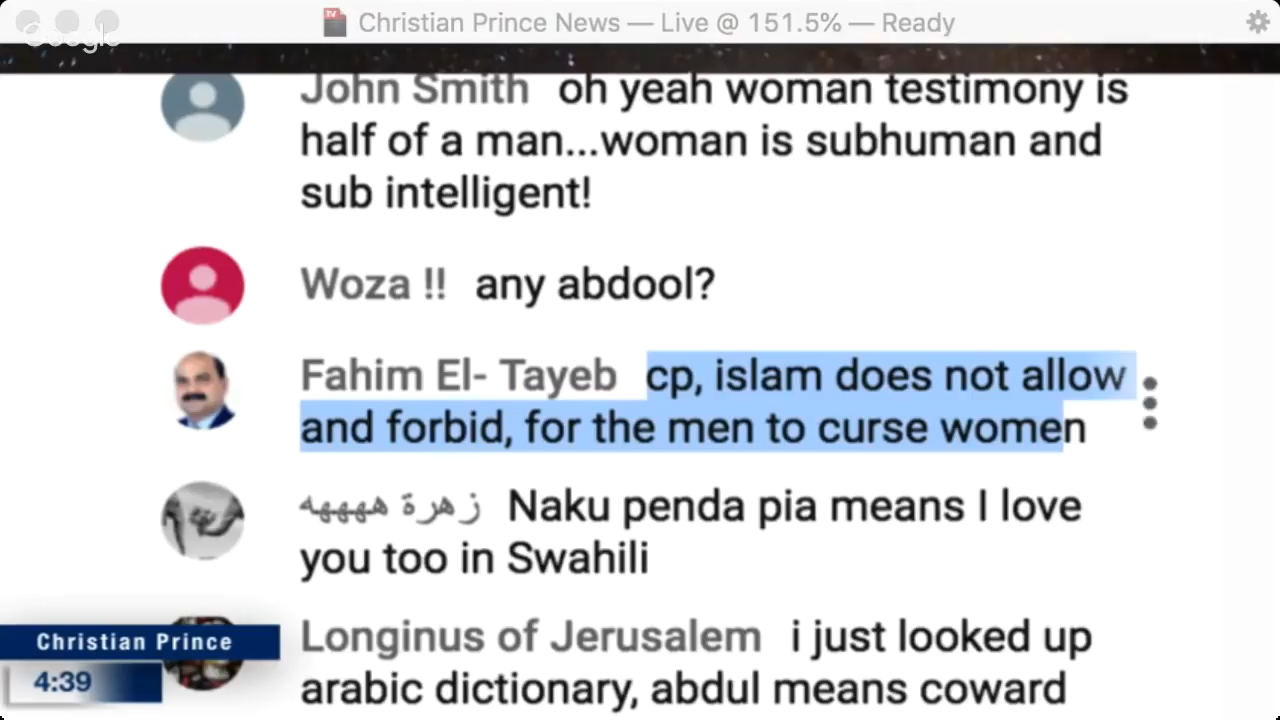 Christian Prince News — Live @ 151.5% — Ready
Google
John Smith oh yeah woman testimony is
half of a man...woman is subhuman and
sub intelligent!
Woza !! any abdool?
Fahim El- Tayeb cp, islam does not allow
and forbid, for the men to curse women
زهرة ههههه Naku penda pia means I love
you too in Swahili
Longinus of Jerusalem i just looked up
arabic dictionary, abdul means coward
Christian Prince
4:39